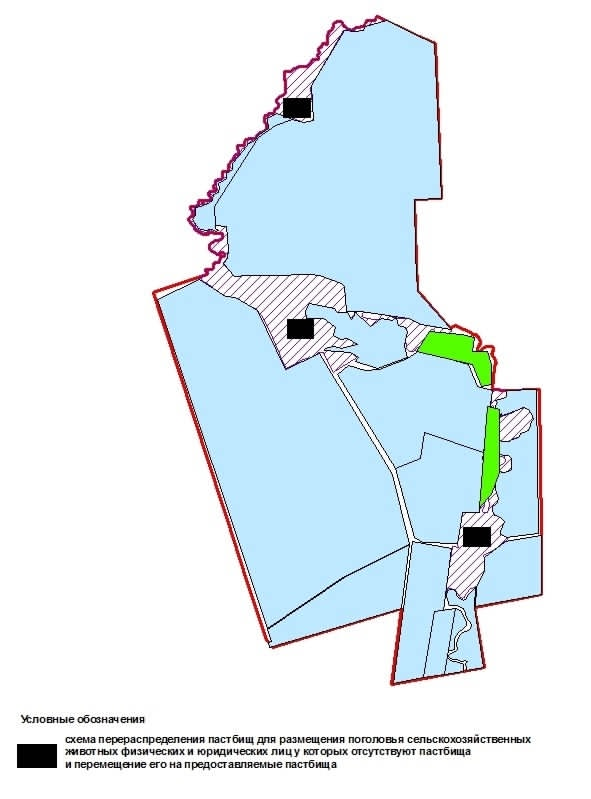 Условные обозначения
схема перераспределения пастбищ для размещения поголовья сельскохозяйственных
животных физических и юридических лиц у которых отсутствуют пастбища
и перемещение его на предоставляемые пастбища